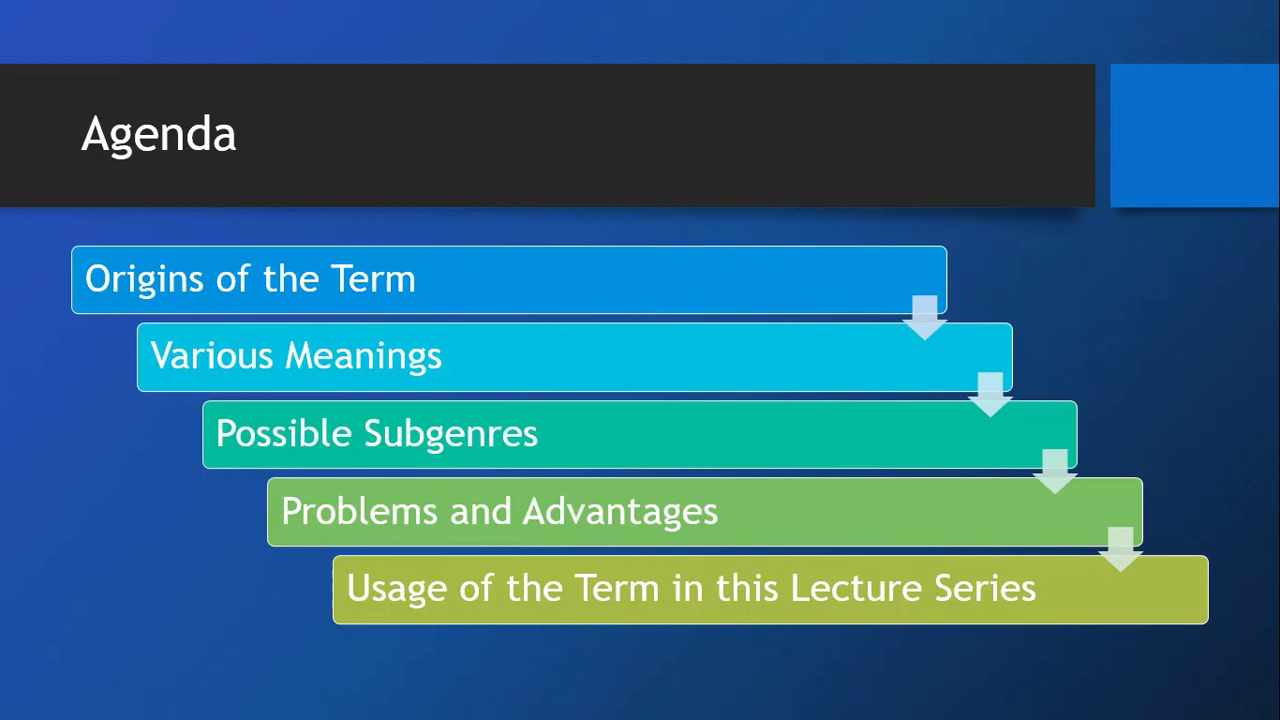 Agenda
Origins of the Term
Various Meanings
Possible Subgenres
Problems and Advantages
Usage of the Term in this Lecture Series